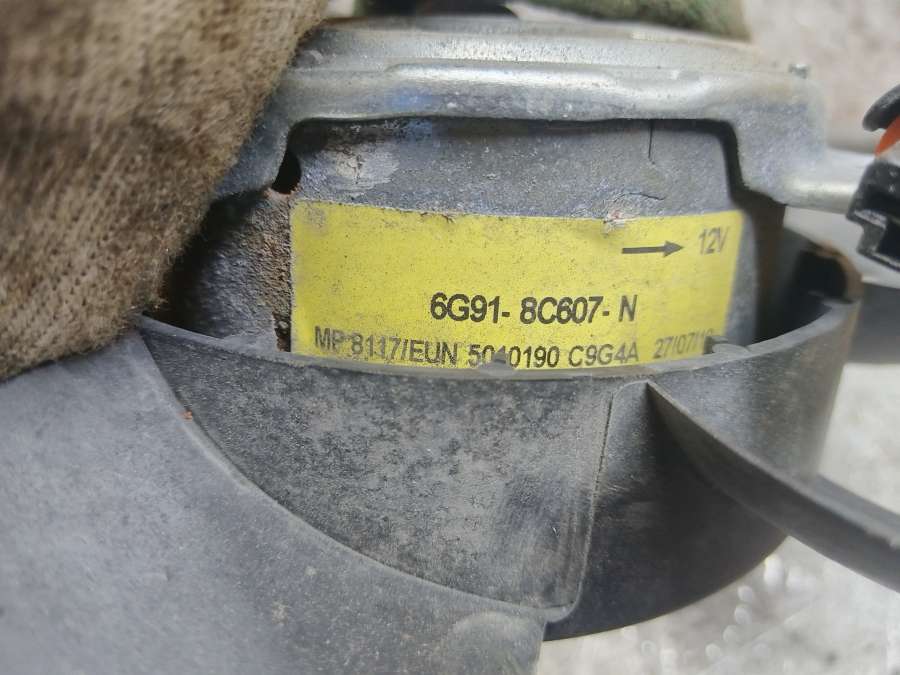 12V
6G91- 8C607- N
MP 8117/EUN 5040190 C9G4A